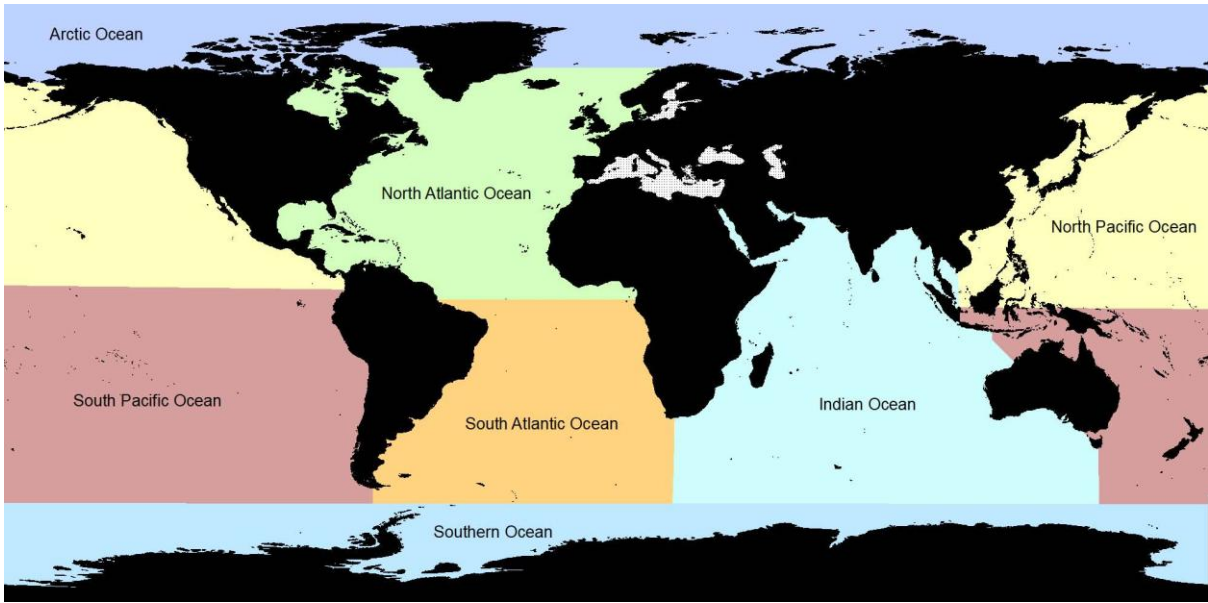 Arctic Ocean
North Atlantic Ocean
North Pacific Ocean
South Pacific Ocean
Indian Ocean
South Atlantic Ocean
Southern Ocean